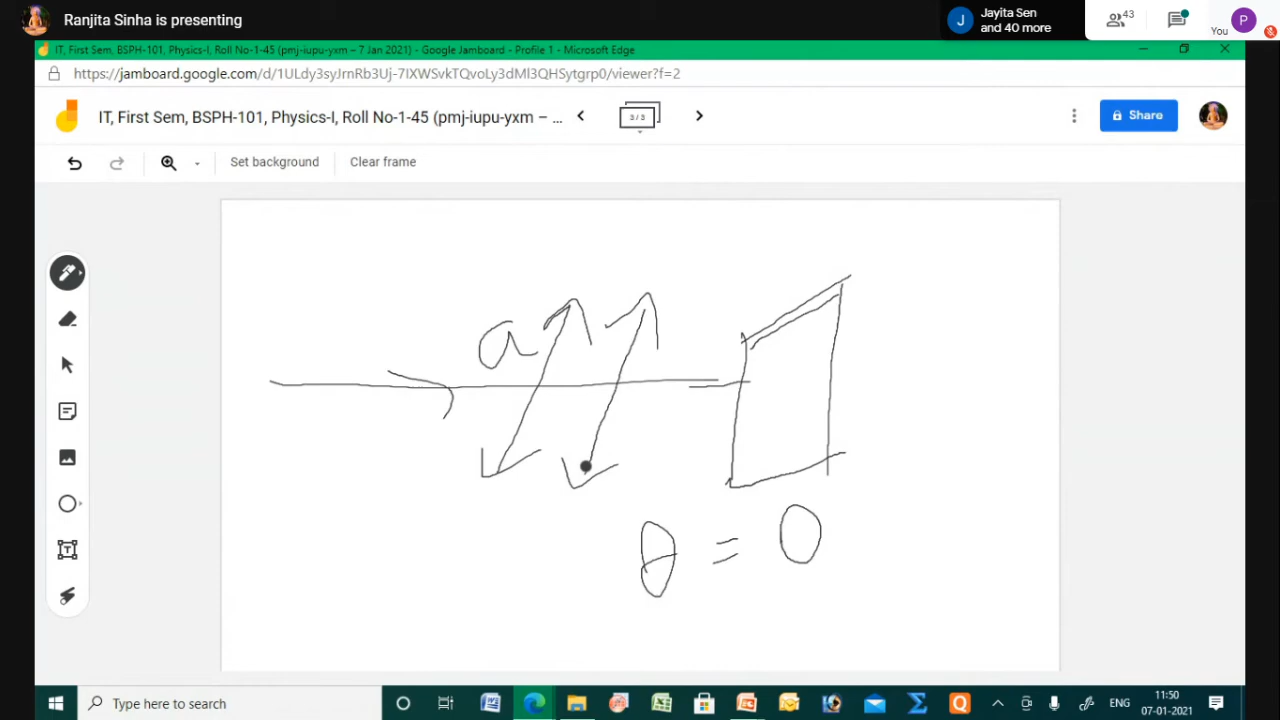 Ranjita Sinha is presenting
J
Jayita Sen
and 40 more
43
P
You
IT, First Sem, BSPH-101, Physics-I, Roll No-1-45 (pmj-iupu-yxm – 7 Jan 2021) - Google Jamboard - Profile 1 - Microsoft Edge
https://jamboard.google.com/d/1ULdy3syJrnRb3Uj-7IXWSvkTQvoLy3dMl3QHSytgrp0/viewer?f=2
IT, First Sem, BSPH-101, Physics-I, Roll No-1-45 (pmj-iupu-yxm – ...
3 / 3
Share
Set background
Clear frame
a
θ = 0
Type here to search
ENG
11:50
07-01-2021